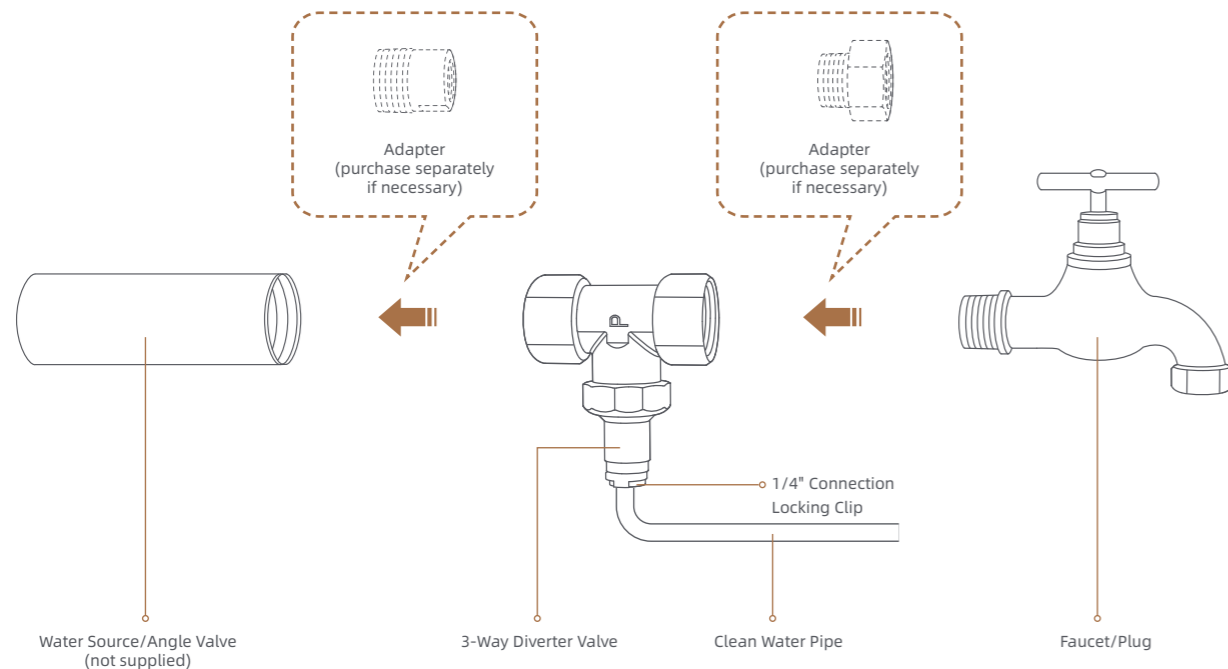 Adapter
(purchase separately
if necessary)
Adapter
(purchase separately
if necessary)
1/4" Connection
Locking Clip
Water Source/Angle Valve
(not supplied)
3-Way Diverter Valve
Clean Water Pipe
Faucet/Plug